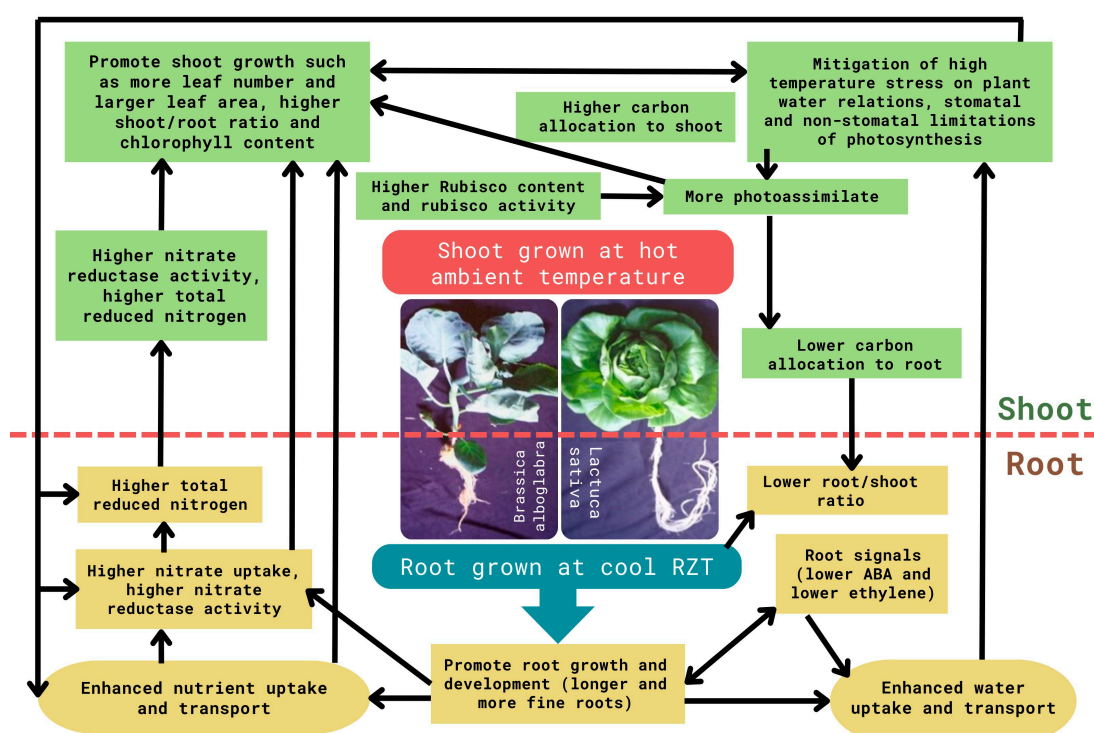 Promote shoot growth such
as more leaf number and
larger leaf area, higher
shoot/root ratio and
chlorophyll content
Mitigation of high
temperature stress on plant
water relations, stomatal
and non-stomatal limitations
of photosynthesis
Higher carbon
allocation to shoot
Higher Rubisco content
and rubisco activity
More photoassimilate
Higher nitrate
reductase activity,
higher total
reduced nitrogen
Shoot grown at hot
ambient temperature
Lower carbon
allocation to root
Shoot
Root
Brassica
alboglabra
Lactuca
sativa
Higher total
reduced nitrogen
Lower root/shoot
ratio
Higher nitrate uptake,
higher nitrate
reductase activity
Root grown at cool RZT
Root signals
(lower ABA and
lower ethylene)
Enhanced nutrient uptake
and transport
Promote root growth and
development (longer and
more fine roots)
Enhanced water
uptake and transport